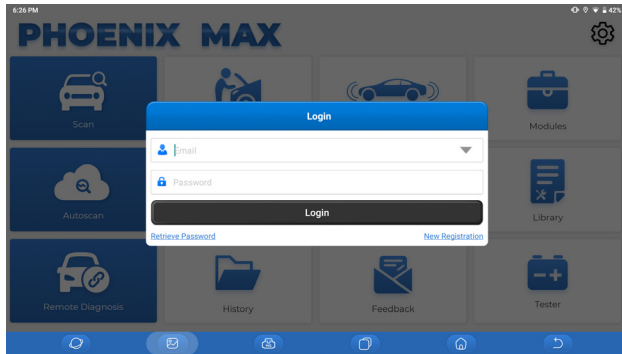 6:26 PM
42%
PHOENIX MAX
Login
Email
Password
Login
Retrieve Password
New Registration
Scan
Modules
Autoscan
Library
Remote Diagnosis
History
Feedback
Tester